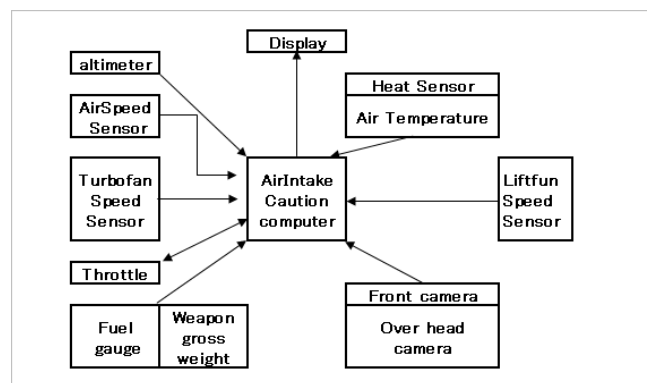 Display
altimeter
Heat Sensor
AirSpeed
Sensor
Air Temperature
Turbofan
Speed
Sensor
AirIntake
Caution
computer
Liftfun
Speed
Sensor
Throttle
Front camera
Fuel
gauge
Weapon
gross
weight
Over head
camera